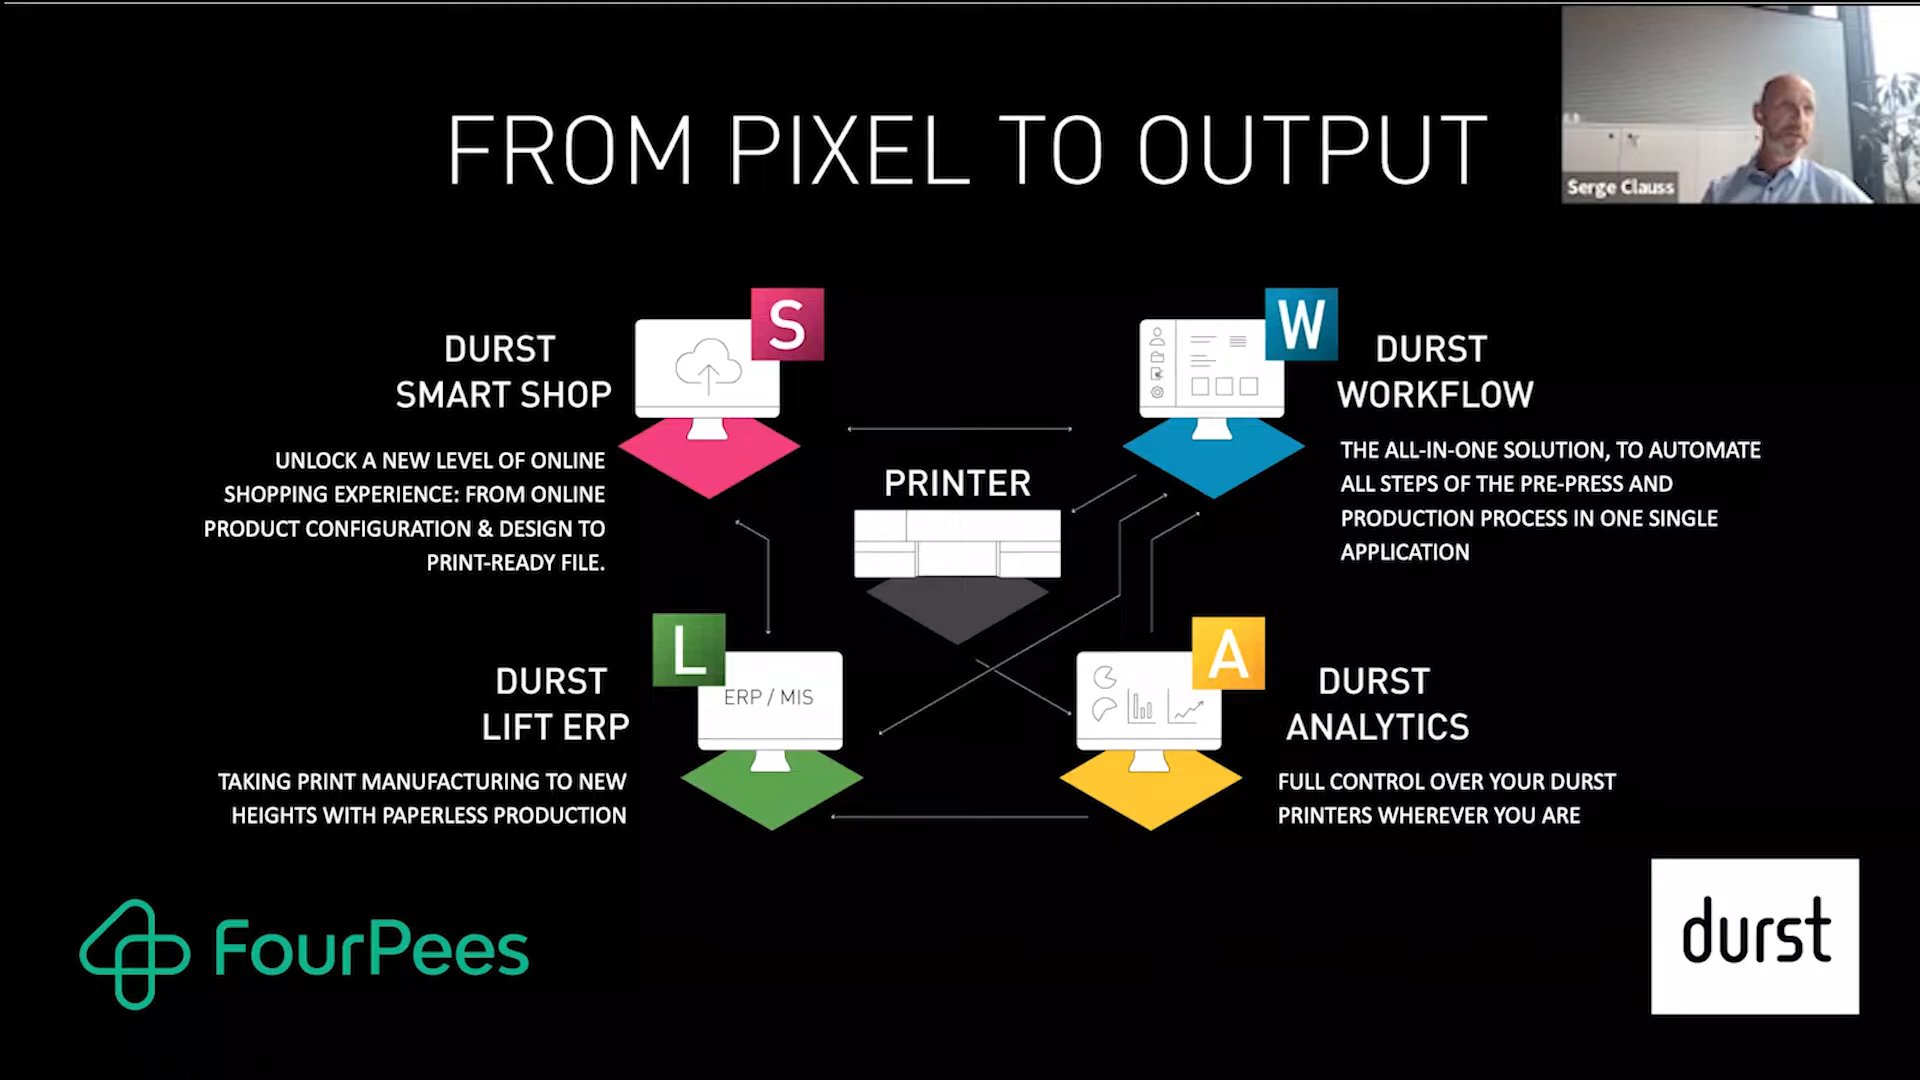 FROM PIXEL TO OUTPUT
Serge Clauss
S
DURST
SMART SHOP
UNLOCK A NEW LEVEL OF ONLINE
SHOPPING EXPERIENCE: FROM ONLINE
PRODUCT CONFIGURATION & DESIGN TO
PRINT-READY FILE.
W
DURST
WORKFLOW
THE ALL-IN-ONE SOLUTION, TO AUTOMATE
ALL STEPS OF THE PRE-PRESS AND
PRODUCTION PROCESS IN ONE SINGLE
APPLICATION
PRINTER
L
ERP / MIS
DURST
LIFT ERP
TAKING PRINT MANUFACTURING TO NEW
HEIGHTS WITH PAPERLESS PRODUCTION
A
DURST
ANALYTICS
FULL CONTROL OVER YOUR DURST
PRINTERS WHEREVER YOU ARE
FourPees
durst